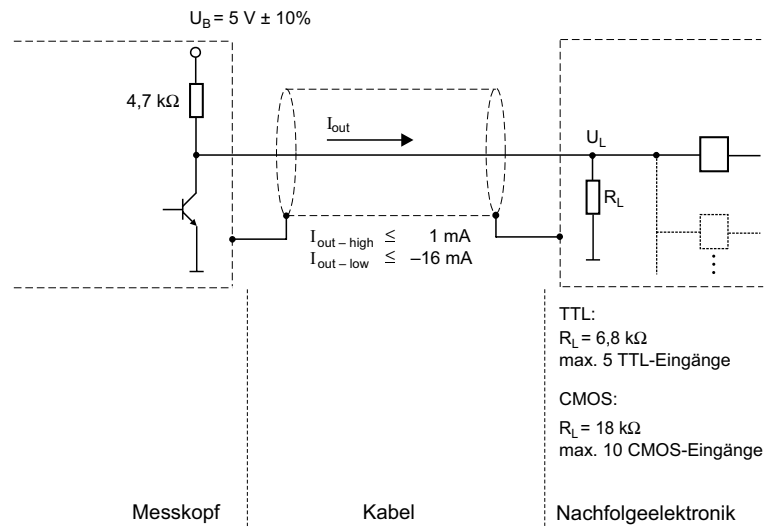 U_B = 5 V ± 10%
4,7 kΩ
I_out
U_L
R_L
I_out – high ≤ 1 mA
I_out – low ≤ –16 mA
TTL:
R_L = 6,8 kΩ
max. 5 TTL-Eingänge
CMOS:
R_L = 18 kΩ
max. 10 CMOS-Eingänge
Messkopf
Kabel
Nachfolgeelektronik